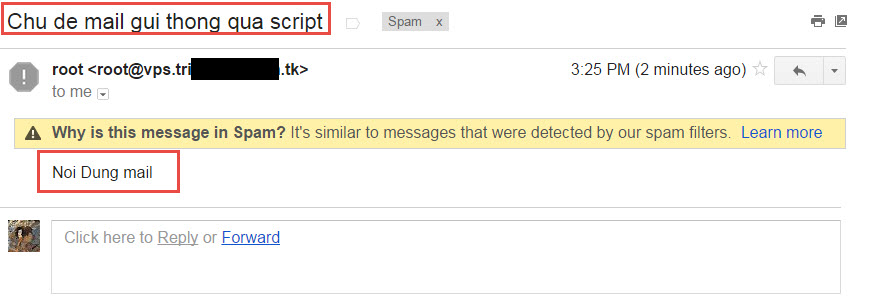 Chu de mail gui thong qua script
Spam x
root <root@vps.tri .tk>
3:25 PM (2 minutes ago)
to me
Why is this message in Spam? It's similar to messages that were detected by our spam filters. Learn more
Noi Dung mail
Click here to Reply or Forward